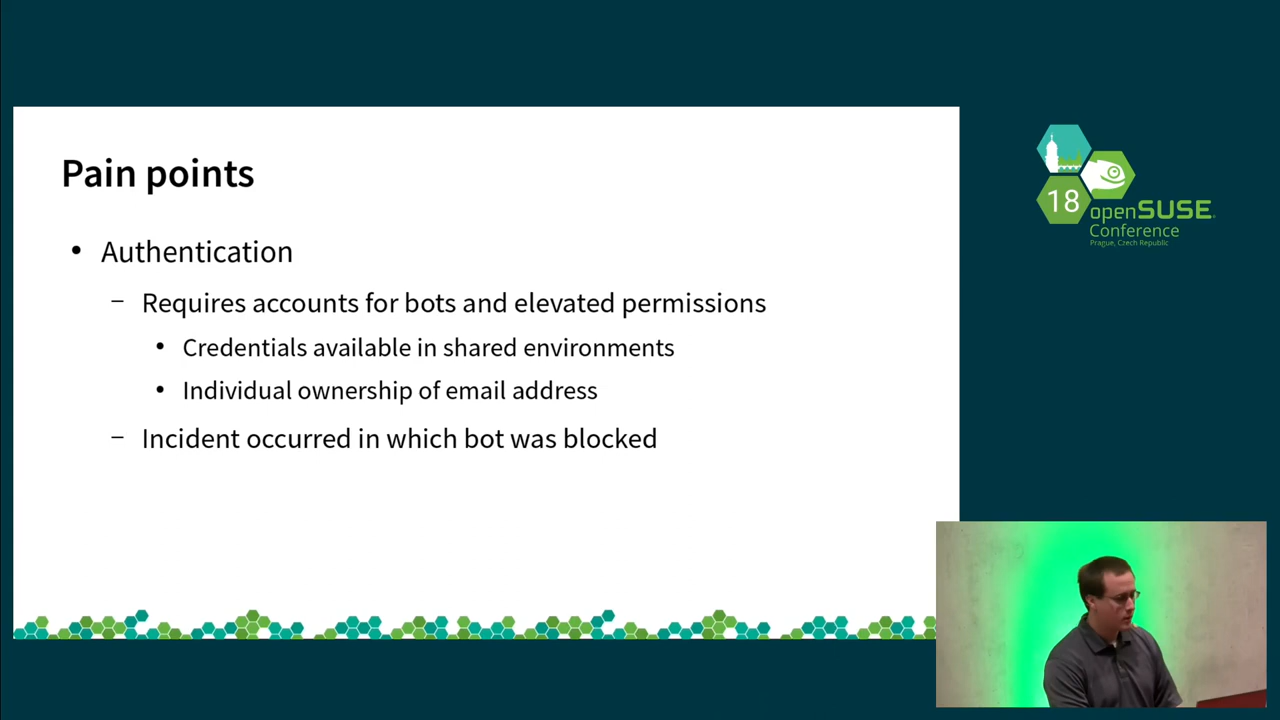 Pain points
• Authentication
– Requires accounts for bots and elevated permissions
• Credentials available in shared environments
• Individual ownership of email address
– Incident occurred in which bot was blocked
18
openSUSE
Conference
Prague, Czech Republic